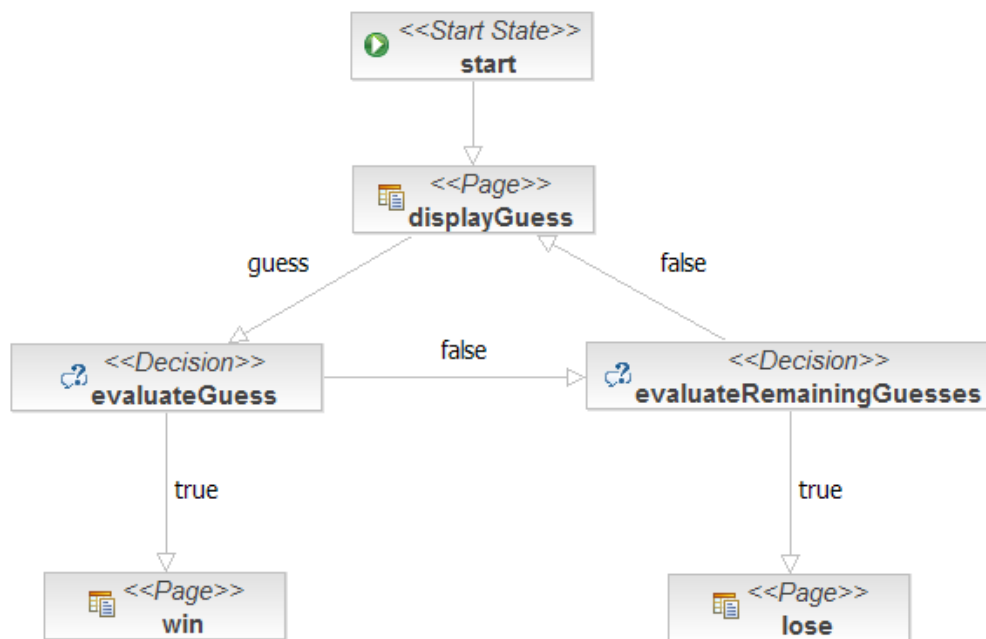 <<Start State>>
start
<<Page>>
displayGuess
guess
false
<<Decision>>
evaluateGuess
false
<<Decision>>
evaluateRemainingGuesses
true
true
<<Page>>
win
<<Page>>
lose